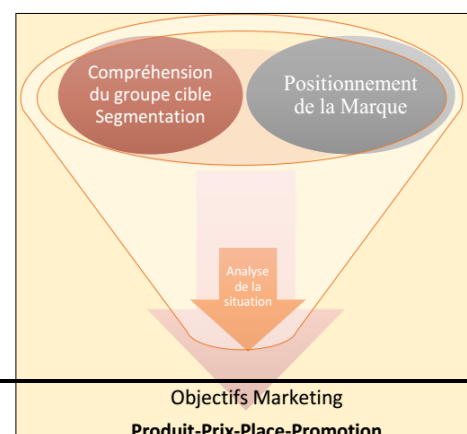 Compréhension
du groupe cible
Segmentation
Positionnement
de la Marque
Analyse
de la
situation
Objectifs Marketing
Produit-Prix-Place-Promotion